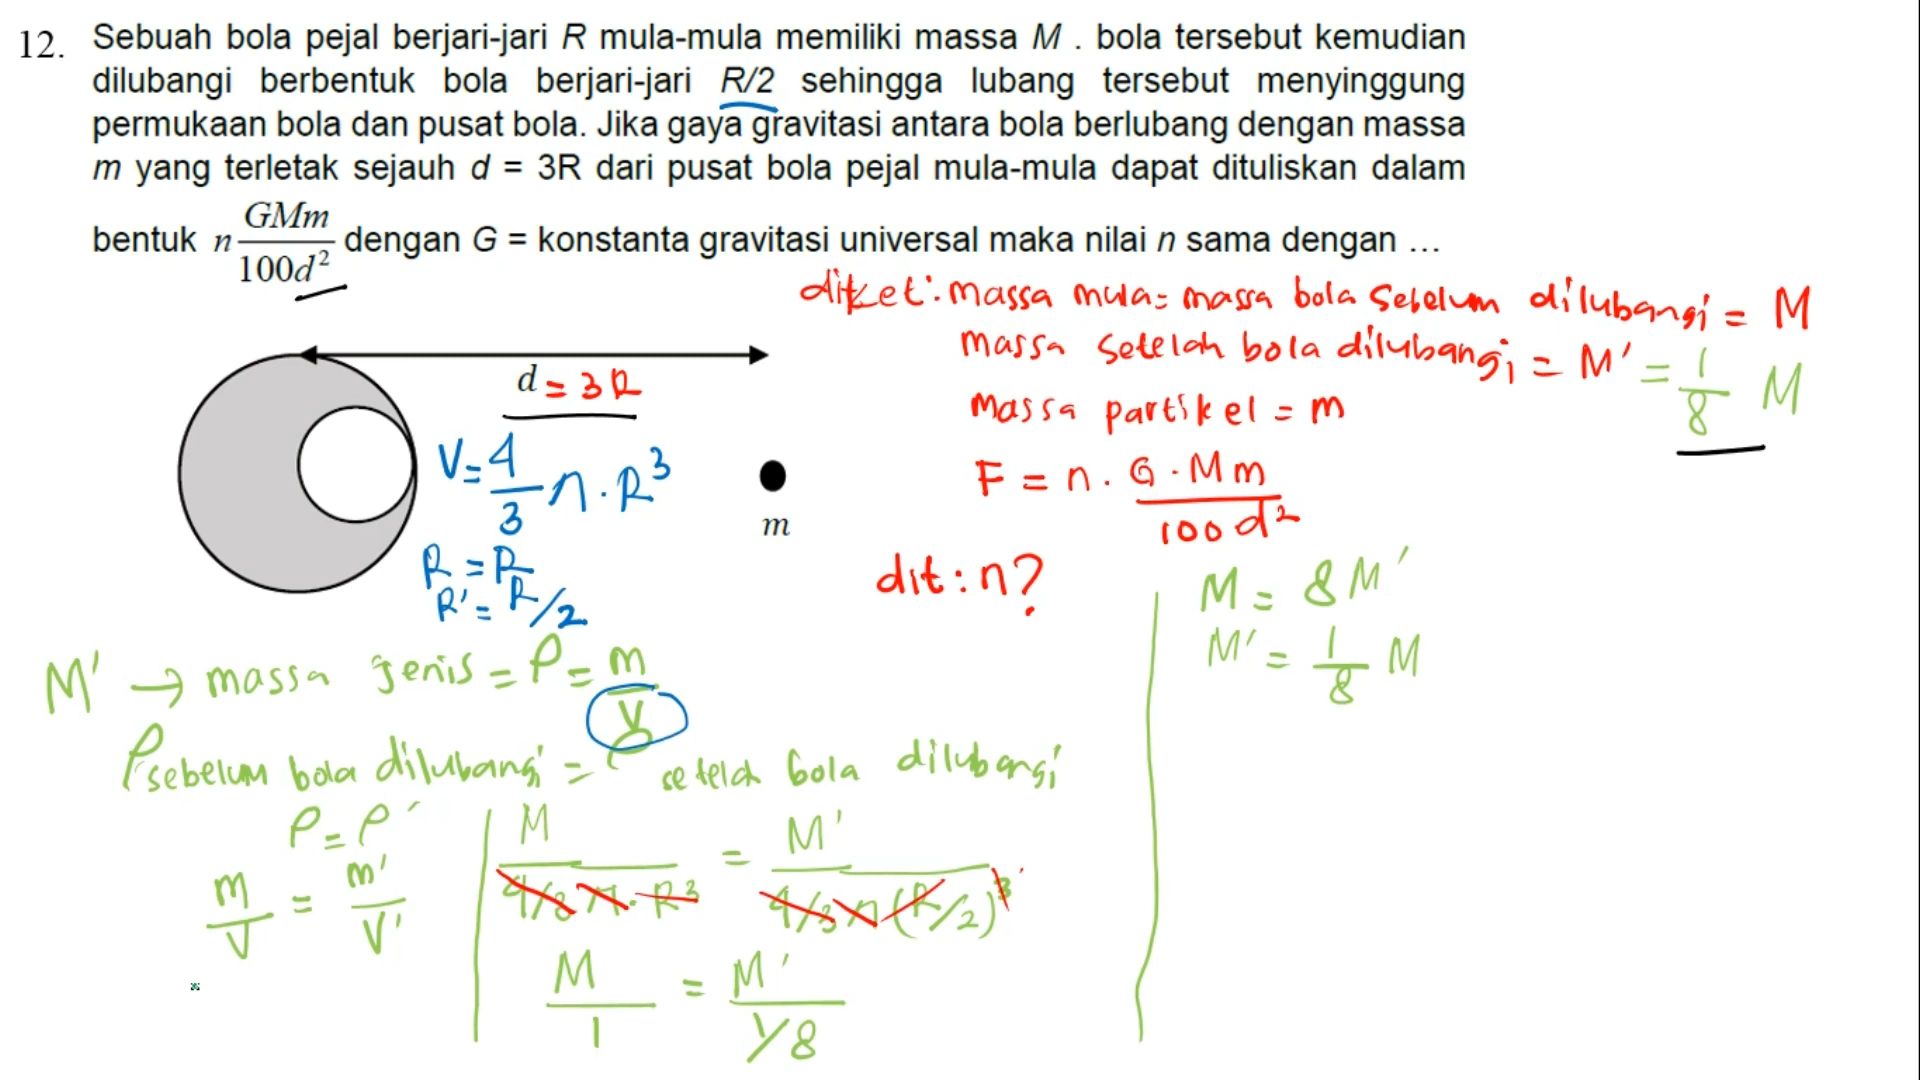 12. Sebuah bola pejal berjari-jari R mula-mula memiliki massa M . bola tersebut kemudian
dilubangi berbentuk bola berjari-jari R/2 sehingga lubang tersebut menyinggung
permukaan bola dan pusat bola. Jika gaya gravitasi antara bola berlubang dengan massa
m yang terletak sejauh d = 3R dari pusat bola pejal mula-mula dapat dituliskan dalam
bentuk n GMm/100d² dengan G = konstanta gravitasi universal maka nilai n sama dengan ...
diket: massa mula = massa bola sebelum dilubangi = M
massa setelah bola dilubangi = M' = 1/8 M
massa partikel = m
F = n . G . Mm / 100 d²
dit : n?
d = 3R
V = 4/3 π . R³
R = R
R' = R/2
m
M' → massa jenis = ρ = m/V
ρ sebelum bola dilubangi = ρ setelah bola dilubangi
ρ = ρ'
m/V = m'/V'
M / 4/3 π . R³ = M' / 4/3 π (R/2)³
M/1 = M'/1/8
M = 8M'
M' = 1/8 M